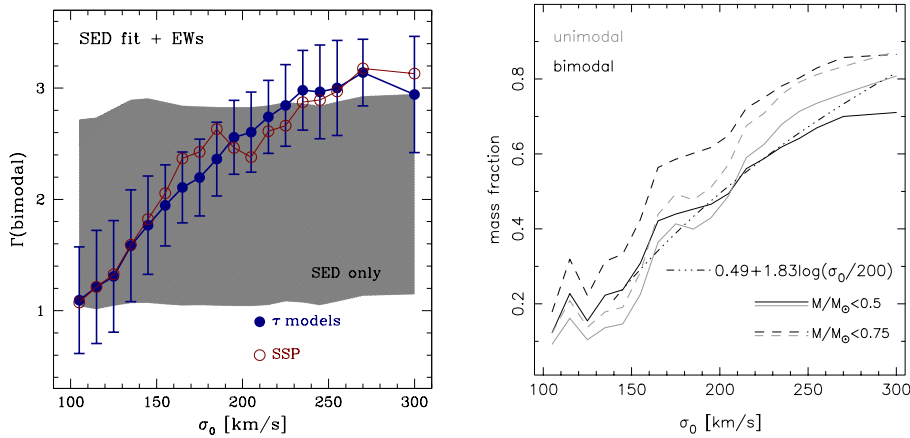 SED fit + EWs
Γ(bimodal)
3
2
1
SED only
τ models
SSP
100 150 200 250 300
σ₀ [km/s]
unimodal
bimodal
mass fraction
0.8
0.6
0.4
0.2
0.49+1.83log(σ₀/200)
M/M⊙<0.5
M/M⊙<0.75
100 150 200 250 300
σ₀ [km/s]